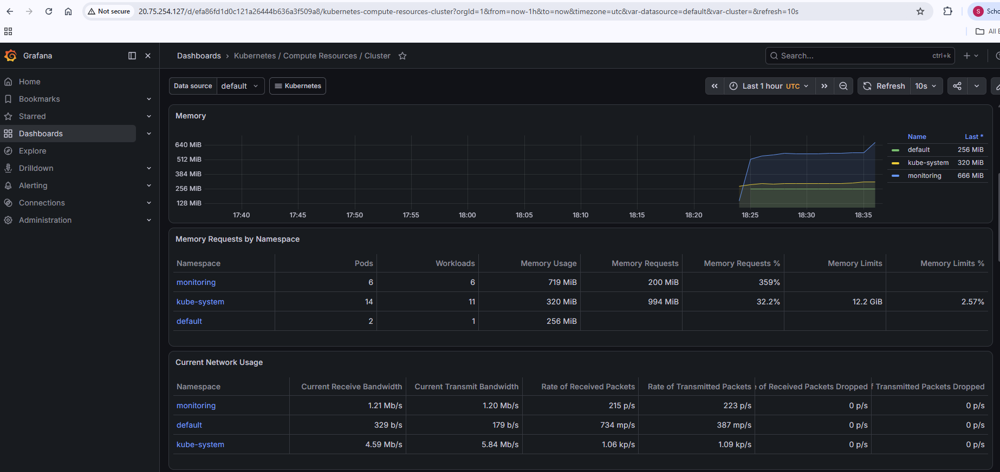 Not secure 20.75.254.127/d/efa86fd1d0c121a26444b636a3f509a8/kubernetes-compute-resources-cluster?orgId=1&from=now-1h&to=now&timezone=utc&var-datasource=default&var-cluster=&refresh=10s S Scho
All E
Grafana
Dashboards › Kubernetes / Compute Resources / Cluster
Search... ctrl+k
Home
Bookmarks
Starred
Dashboards
Explore
Drilldown
Alerting
Connections
Administration
Data source default Kubernetes
Last 1 hour UTC Refresh 10s
Memory
640 MiB
512 MiB
384 MiB
256 MiB
128 MiB
17:40 17:45 17:50 17:55 18:00 18:05 18:10 18:15 18:20 18:25 18:30 18:35
Name Last *
default 256 MiB
kube-system 320 MiB
monitoring 666 MiB
Memory Requests by Namespace
Namespace Pods Workloads Memory Usage Memory Requests Memory Requests % Memory Limits Memory Limits %
monitoring 6 6 719 MiB 200 MiB 359%
kube-system 14 11 320 MiB 994 MiB 32.2% 12.2 GiB 2.57%
default 2 1 256 MiB
Current Network Usage
Namespace Current Receive Bandwidth Current Transmit Bandwidth Rate of Received Packets Rate of Transmitted Packets of Received Packets Dropped Transmitted Packets Dropped
monitoring 1.21 Mb/s 1.20 Mb/s 215 p/s 223 p/s 0 p/s 0 p/s
default 329 b/s 179 b/s 734 mp/s 387 mp/s 0 p/s 0 p/s
kube-system 4.59 Mb/s 5.84 Mb/s 1.06 kp/s 1.09 kp/s 0 p/s 0 p/s